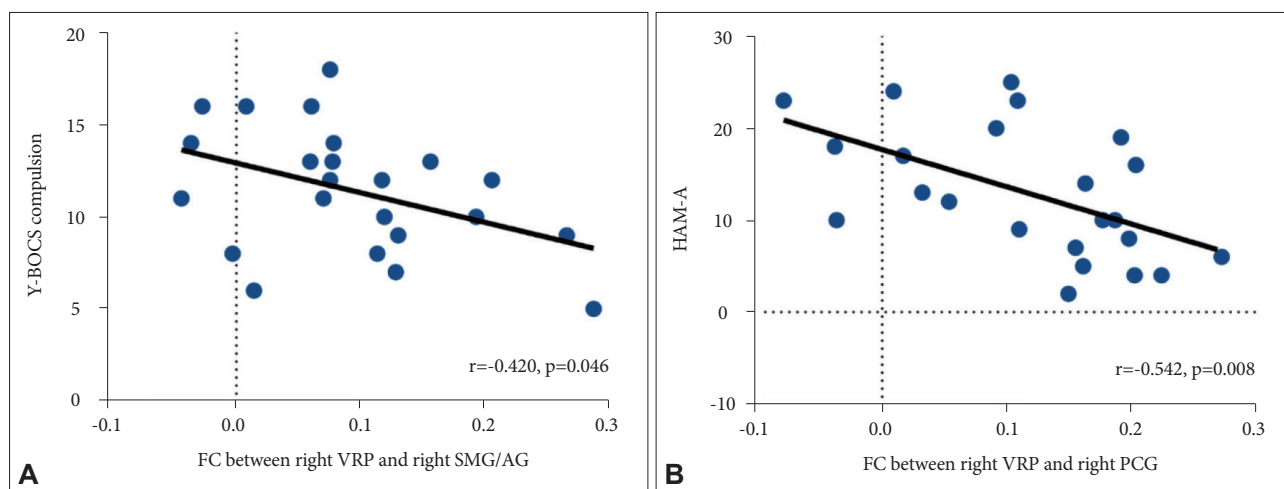 20
15
10
5
0
Y-BOCS compulsion
r=-0.420, p=0.046
-0.1
0.0
0.1
0.2
0.3
FC between right VRP and right SMG/AG
A
30
20
10
0
-10
HAM-A
r=-0.542, p=0.008
-0.1
0.0
0.1
0.2
0.3
FC between right VRP and right PCG
B